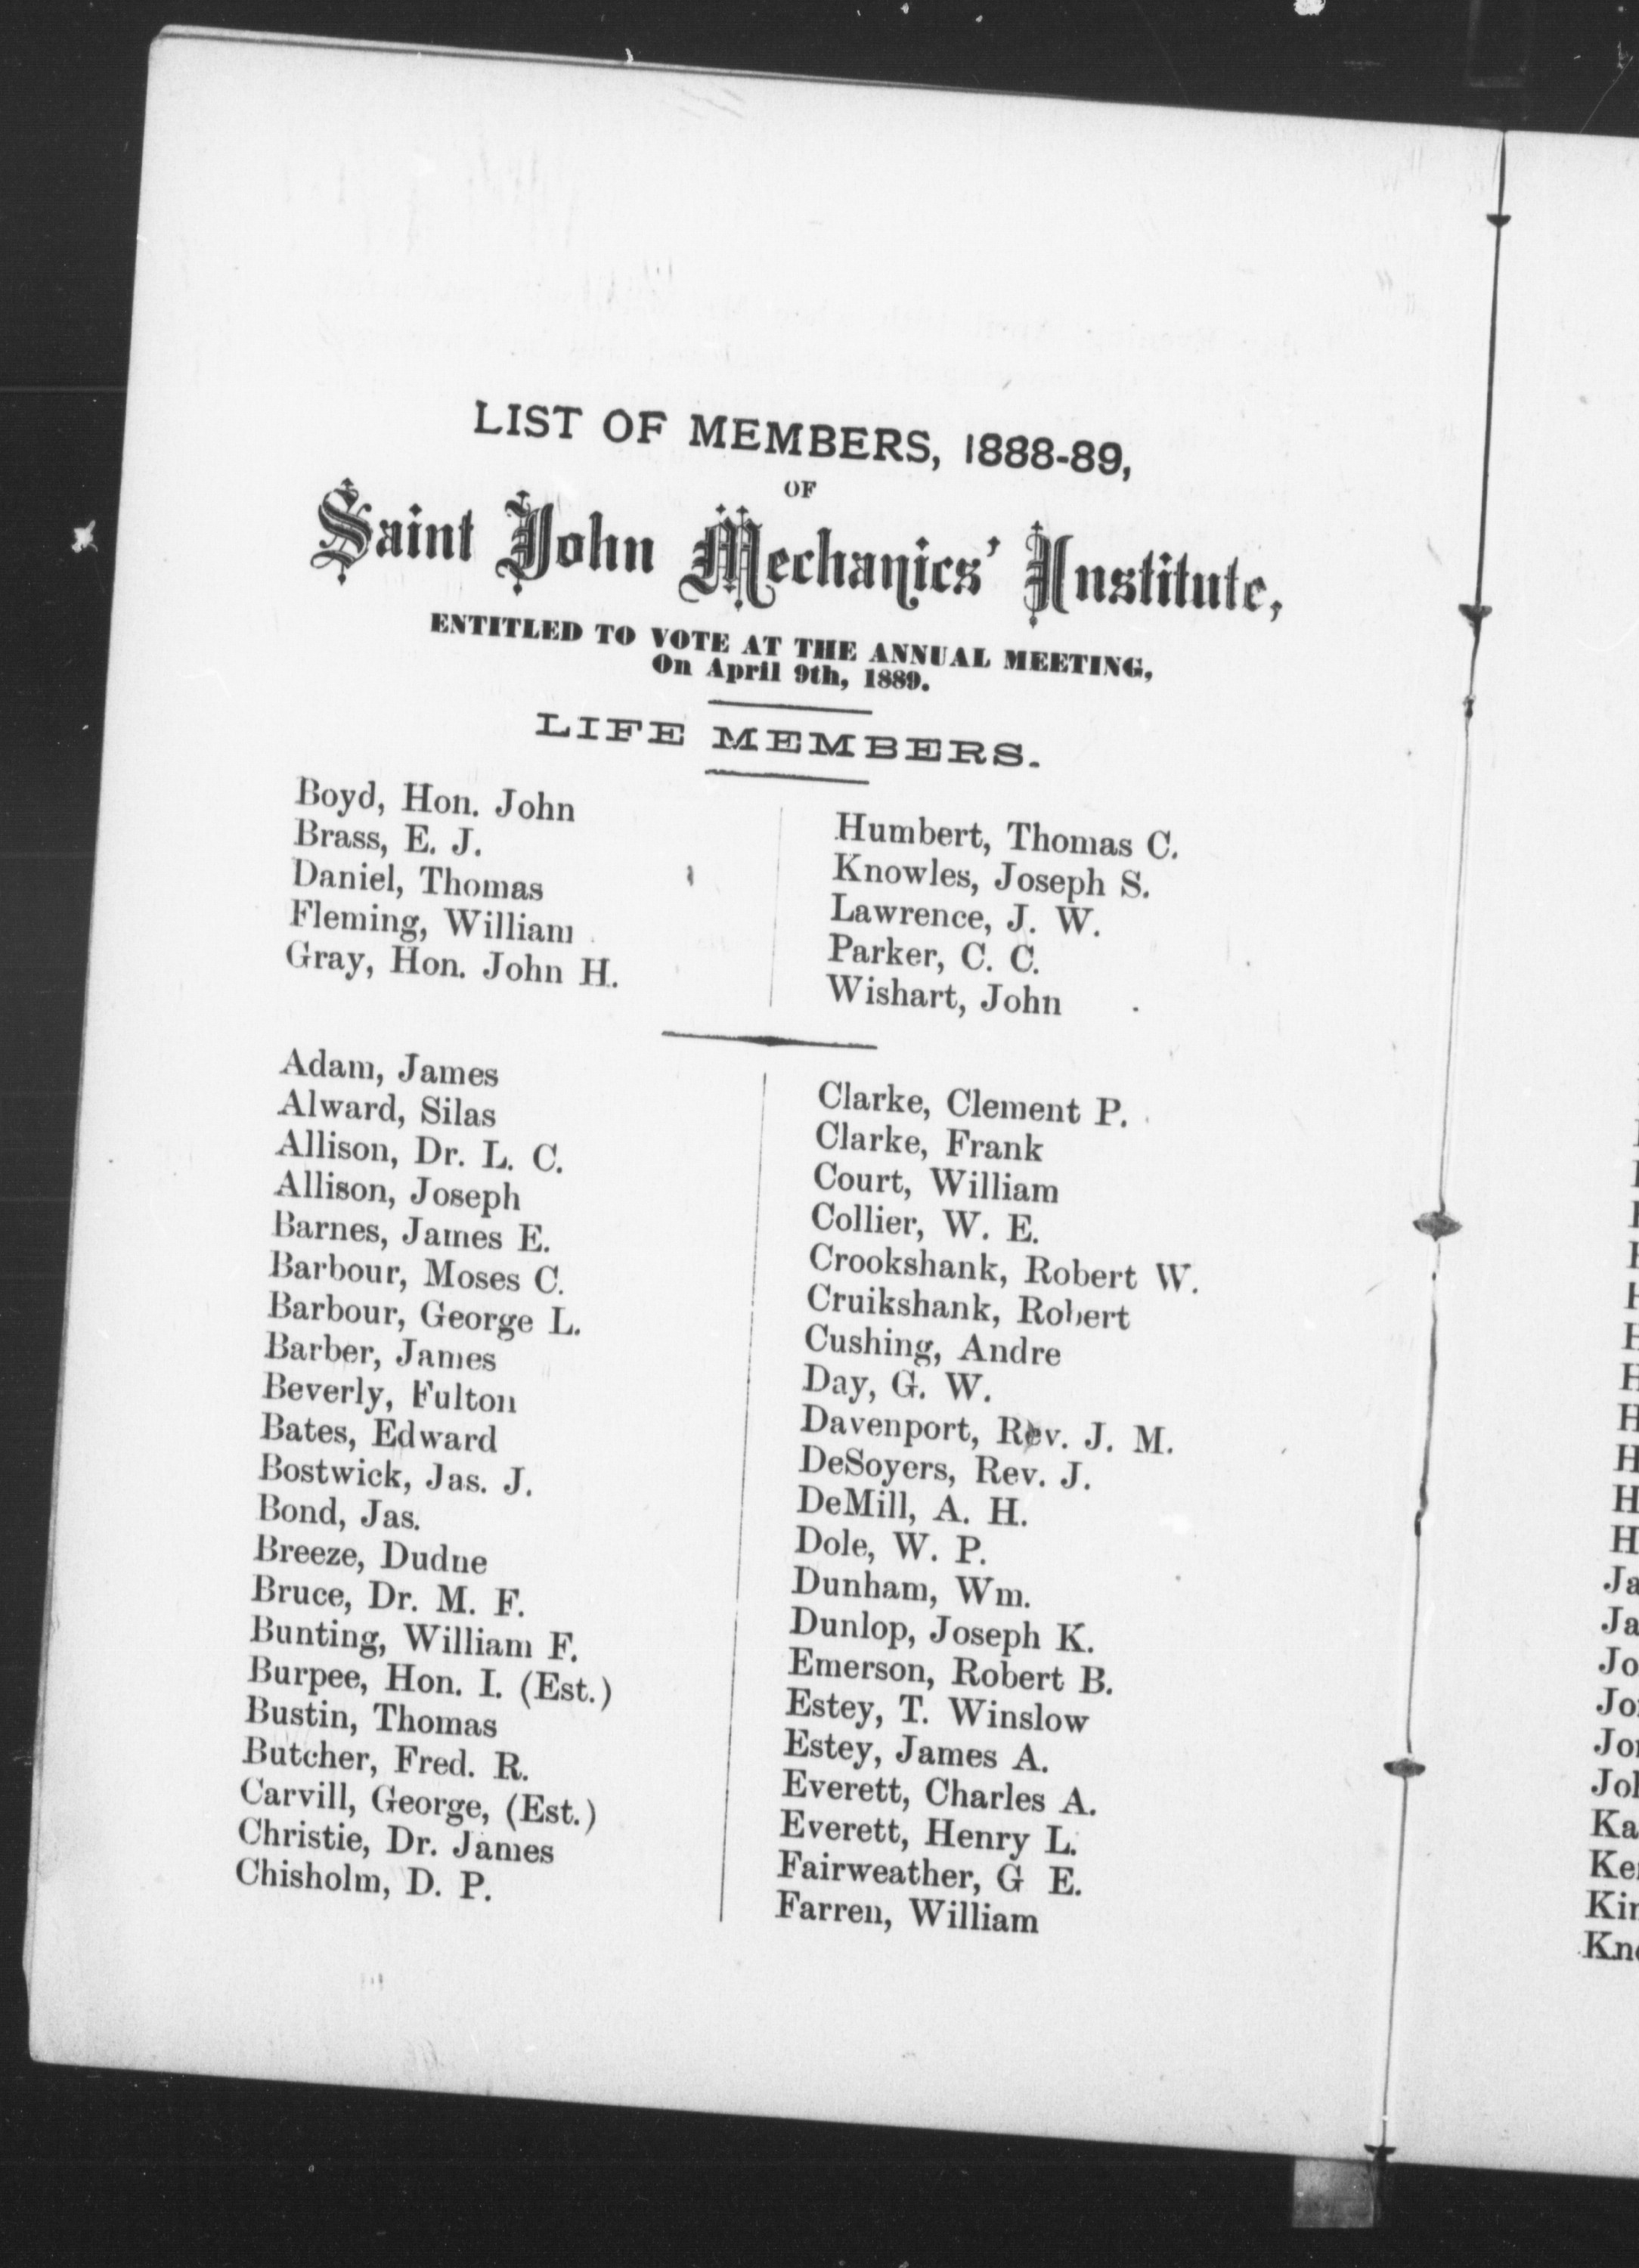 LIST OF MEMBERS, 1888-89,
OF
Saint John Mechanics' Institute,
ENTITLED TO VOTE AT THE ANNUAL MEETING,
On April 9th, 1889.
LIFE MEMBERS.
Boyd, Hon. John
Brass, E. J.
Daniel, Thomas
Fleming, William
Gray, Hon. John H.
Humbert, Thomas C.
Knowles, Joseph S.
Lawrence, J. W.
Parker, C. C.
Wishart, John
Adam, James
Alward, Silas
Allison, Dr. L. C.
Allison, Joseph
Barnes, James E.
Barbour, Moses C.
Barbour, George L.
Barber, James
Beverly, Fulton
Bates, Edward
Bostwick, Jas. J.
Bond, Jas.
Breeze, Dudne
Bruce, Dr. M. F.
Bunting, William F.
Burpee, Hon. I. (Est.)
Bustin, Thomas
Butcher, Fred. R.
Carvill, George, (Est.)
Christie, Dr. James
Chisholm, D. P.
Clarke, Clement P.
Clarke, Frank
Court, William
Collier, W. E.
Crookshank, Robert W.
Cruikshank, Robert
Cushing, Andre
Day, G. W.
Davenport, Rev. J. M.
DeSoyers, Rev. J.
DeMill, A. H.
Dole, W. P.
Dunham, Wm.
Dunlop, Joseph K.
Emerson, Robert B.
Estey, T. Winslow
Estey, James A.
Everett, Charles A.
Everett, Henry L.
Fairweather, G E.
Farren, William